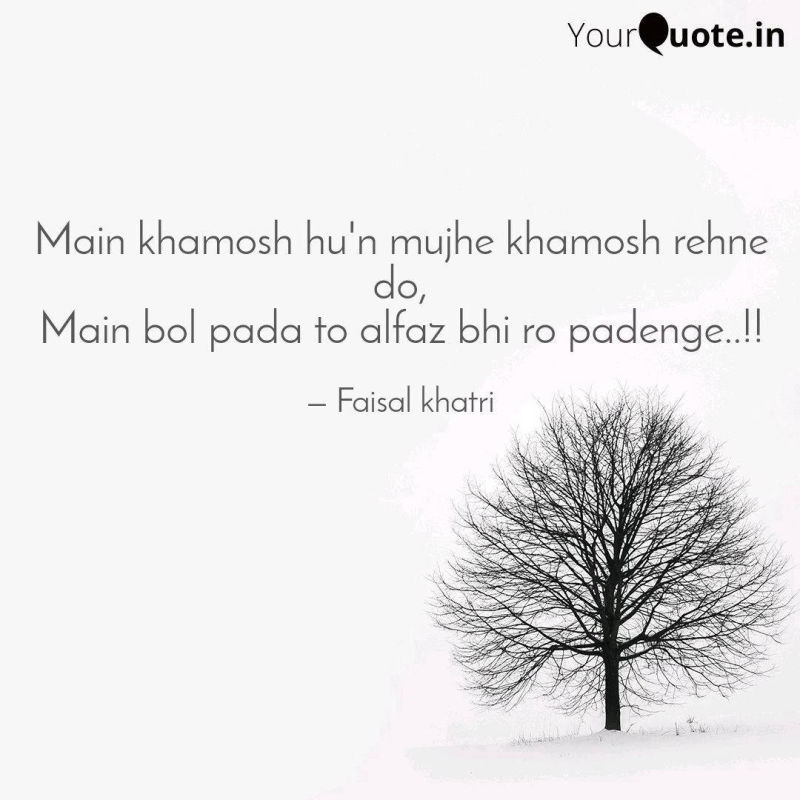 YourQuote.in
Main khamosh hu'n mujhe khamosh rehne
do,
Main bol pada to alfaz bhi ro padenge..!!
– Faisal khatri